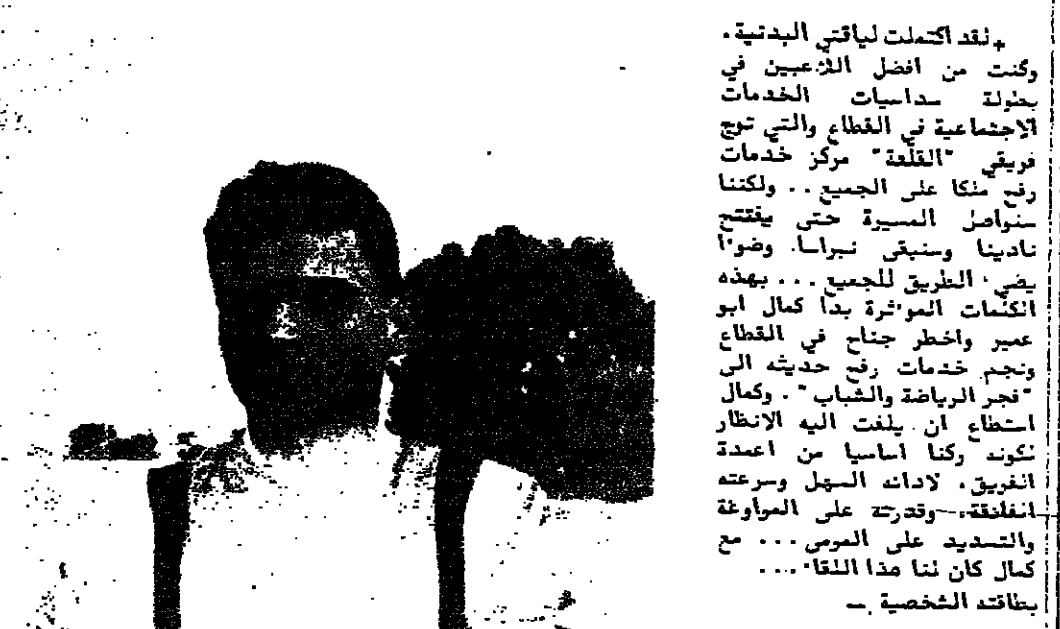 +لقد اكتملت لياقتي البدنية.
وكنت من افضل اللاعبين في
بطولة سداسيات الخدمات
الاجتماعية في القطاع والتي توج
فريقي "القلعة" مركز خدمات
رفح ملكا على الجميع .. ولكننا
سنواصل المسيرة حتى يفتتح
نادينا وسنبقى نبراسا. وضوءا
يضيء الطريق للجميع ... بهذه
الكلمات الموءثرة بدأ كمال ابو
عمير واخطر جناح في القطاع
ونجم خدمات رفح حديثه الى
"فجر الرياضة والشباب". وكمال
استطاع ان يلفت اليه الانظار
لكونه ركنا اساسيا من اعمدة
الفريق. لادائه السهل وسرعته
الفائقة. وقدرته على المراوغة
والتسديد على المرمى ... مع
كمال كان لنا هذا اللقاء ...
بطاقته الشخصية _